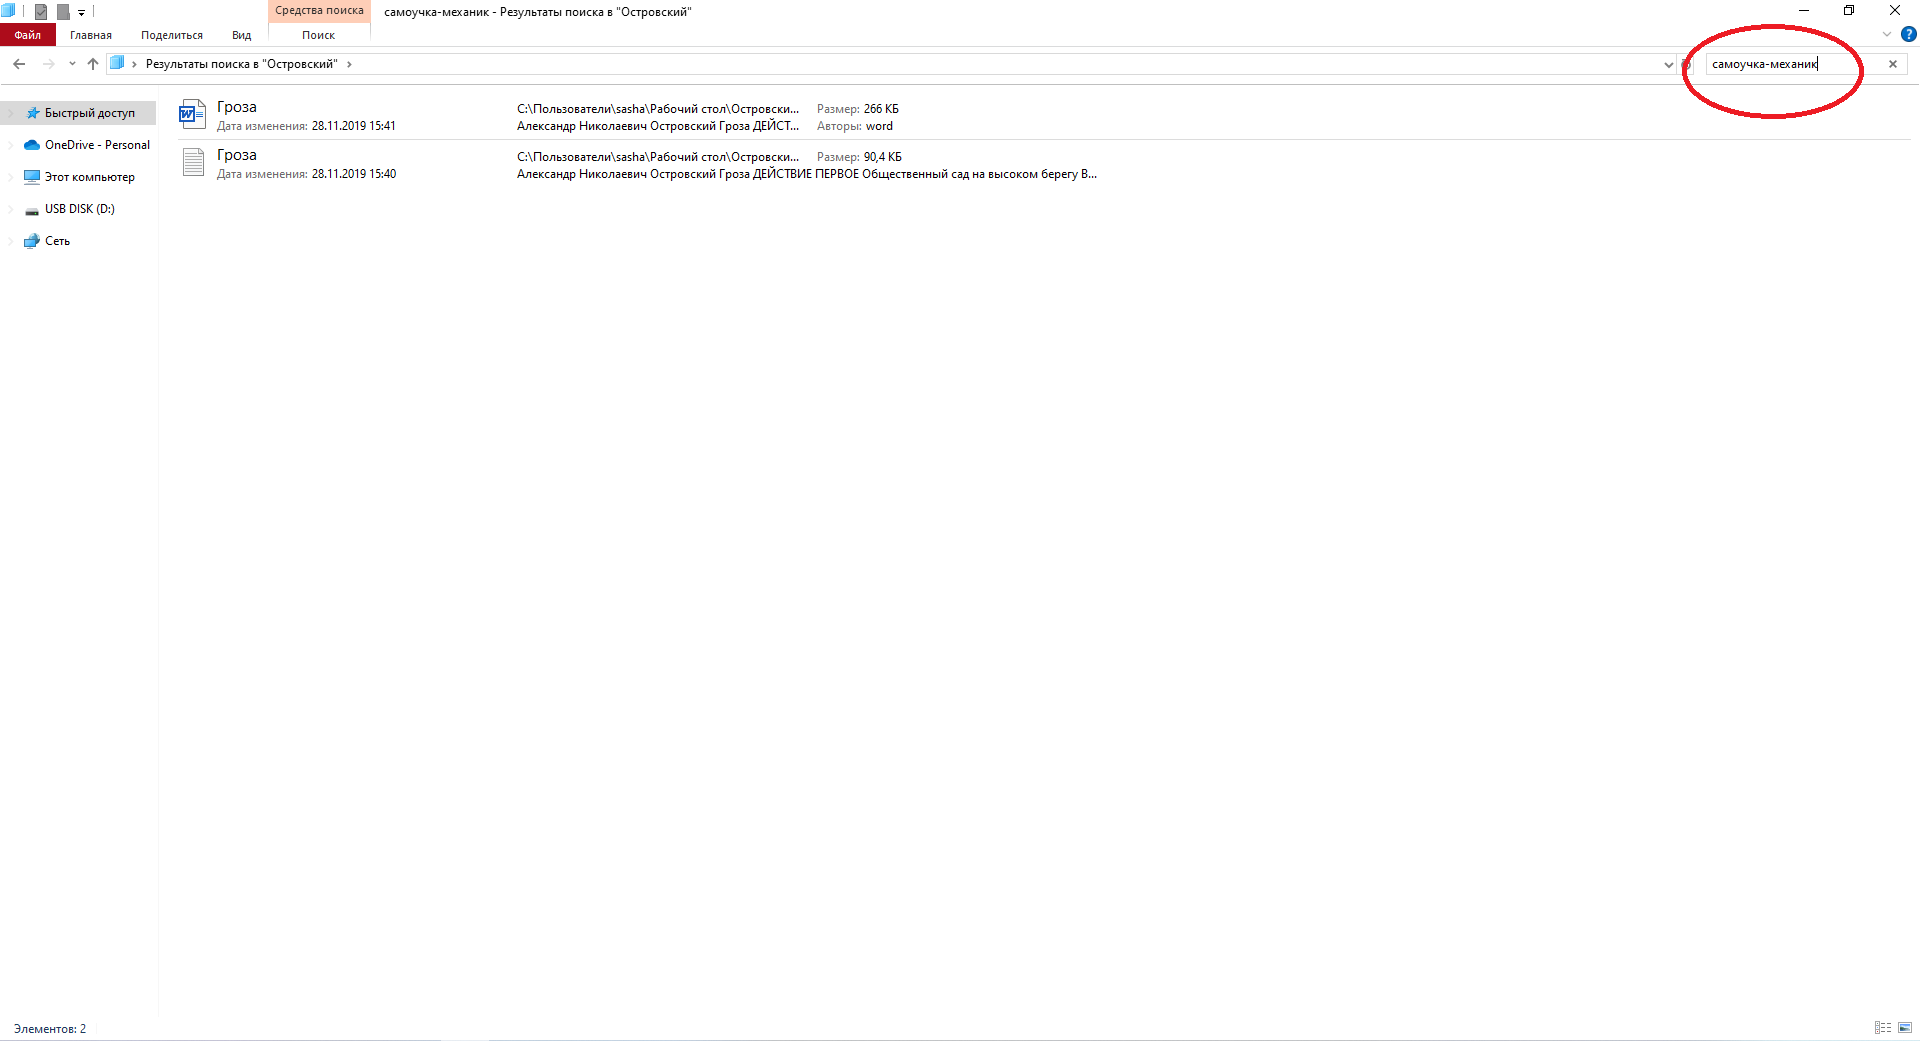 Средства поиска
самоучка-механик - Результаты поиска в "Островский"
Файл
Главная
Поделиться
Вид
Поиск
Результаты поиска в "Островский"
самоучка-механик
Быстрый доступ
OneDrive - Personal
Этот компьютер
USB DISK (D:)
Сеть
Гроза
C:\Пользователи\sasha\Рабочий стол\Островски...
Размер: 266 КБ
Дата изменения: 28.11.2019 15:41
Александр Николаевич Островский Гроза ДЕЙСТ...
Авторы: word
Гроза
C:\Пользователи\sasha\Рабочий стол\Островски...
Размер: 90,4 КБ
Дата изменения: 28.11.2019 15:40
Александр Николаевич Островский Гроза ДЕЙСТВИЕ ПЕРВОЕ Общественный сад на высоком берегу В...
Элементов: 2